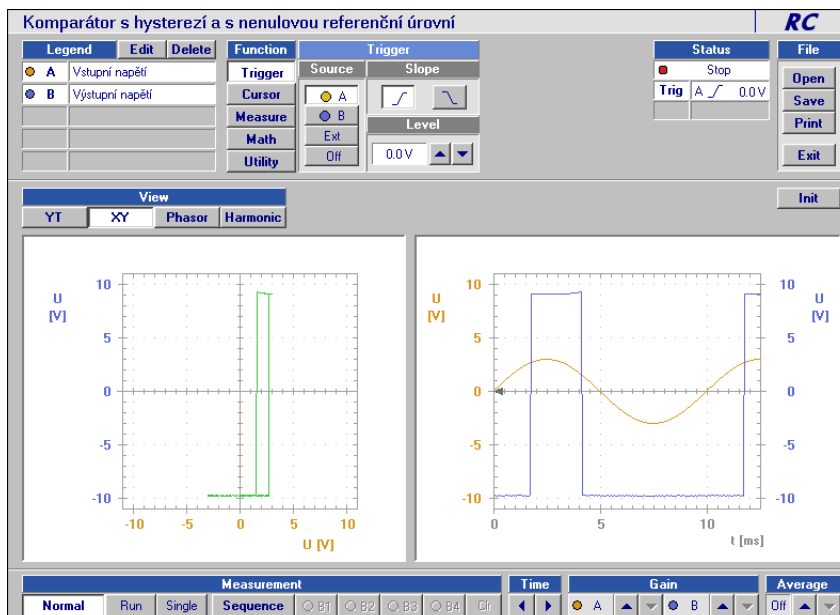 Komparátor s hysterezí a s nenulovou referenční úrovní
RC
Legend Edit Delete
A Vstupní napětí
B Výstupní napětí
Function
Trigger
Cursor
Measure
Math
Utility
Trigger
Source Slope
A
B
Ext
Off
Level
0.0 V
Status
Stop
Trig A 0.0 V
File
Open
Save
Print
Exit
View
YT XY Phasor Harmonic
Init
U
[V]
10
5
0
-5
-10
-10 -5 0 5 10
U [V]
U
[V]
10
5
0
-5
-10
0 5 10
t [ms]
10
5
0
-5
-10
U
[V]
Measurement
Normal Run Single Sequence B1 B2 B3 B4 Clr
Time
Gain
A B
Average
Off